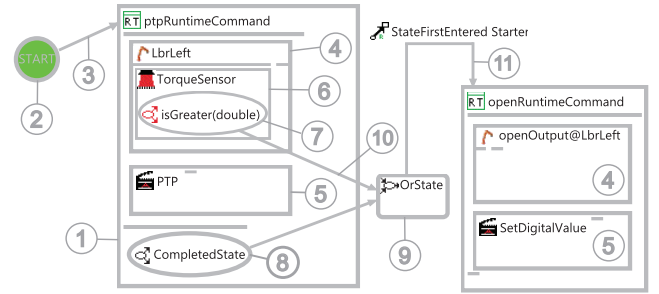 RT ptpRuntimeCommand
StateFirstEntered Starter
LbrLeft
4
START
TorqueSensor
11
3
6
2
isGreater(double)
7
RT openRuntimeCommand
10
openOutput@LbrLeft
PTP
5
OrState
4
1
SetDigitalValue
5
CompletedState
8
9